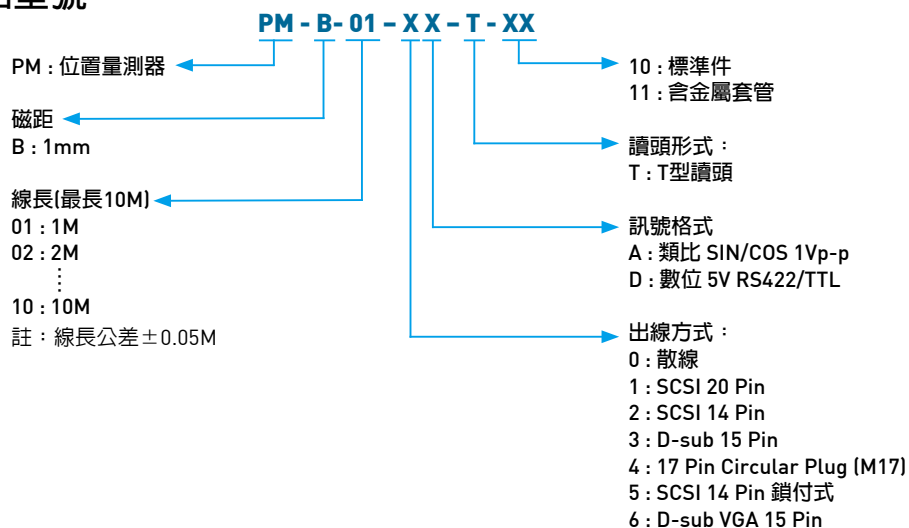 型號
PM - B- 01 – X X – T - XX
PM : 位置量測器
磁距
B : 1mm
線長(最長10M)
01 : 1M
02 : 2M
⋮
10 : 10M
註：線長公差±0.05M
10 : 標準件
11 : 含金屬套管
讀頭形式：
T : T型讀頭
訊號格式
A : 類比 SIN/COS 1Vp-p
D : 數位 5V RS422/TTL
出線方式：
0 : 散線
1 : SCSI 20 Pin
2 : SCSI 14 Pin
3 : D-sub 15 Pin
4 : 17 Pin Circular Plug (M17)
5 : SCSI 14 Pin 鎖付式
6 : D-sub VGA 15 Pin